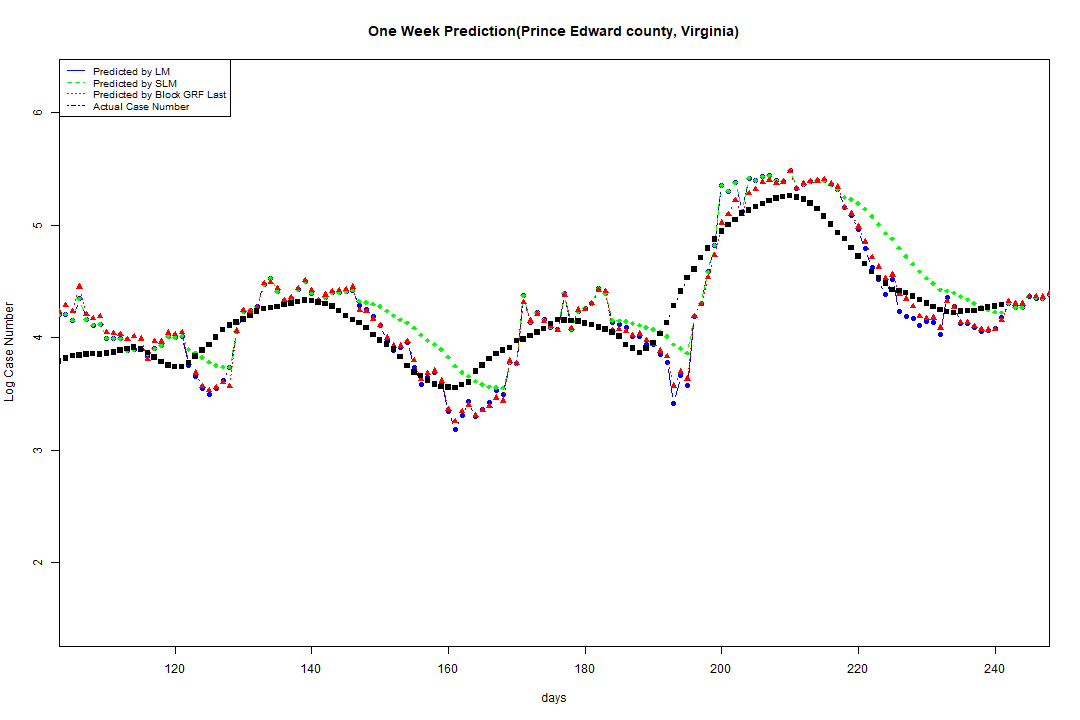 One Week Prediction(Prince Edward county, Virginia)
Predicted by LM
Predicted by SLM
Predicted by Block GRF Last
Actual Case Number
6
5
4
3
2
Log Case Number
120 140 160 180 200 220 240
days